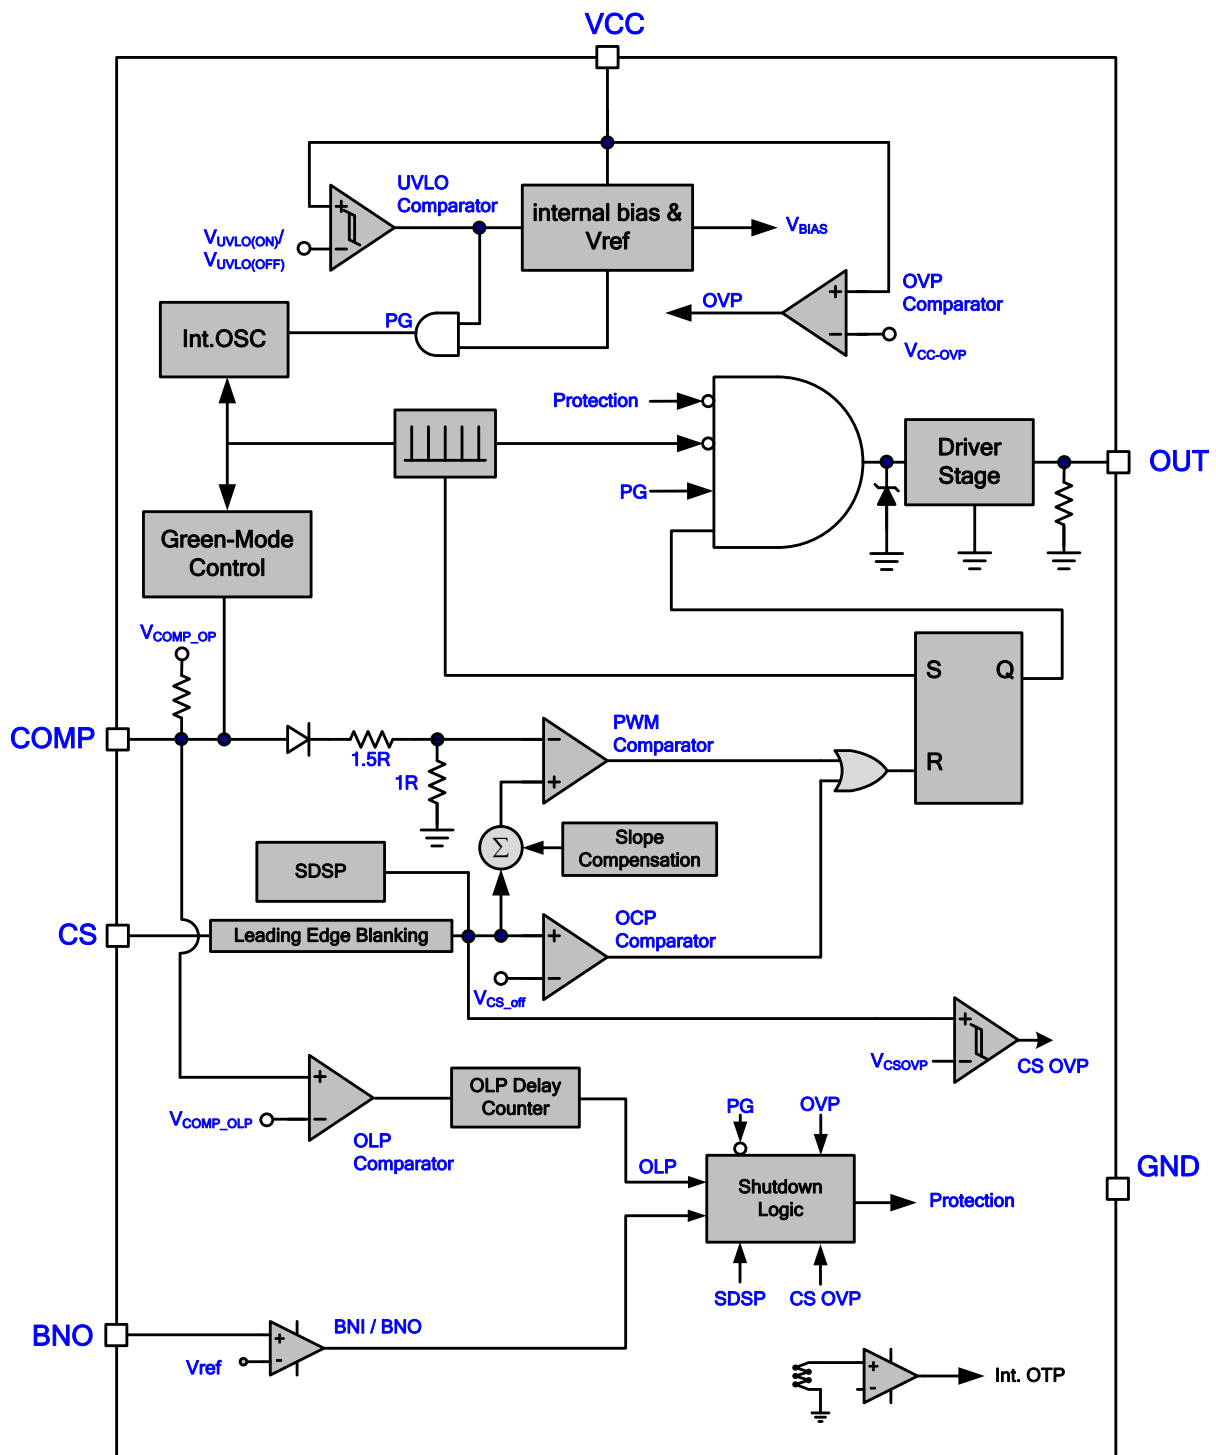 VCC
UVLO
Comparator
VUVLO(ON)/
VUVLO(OFF)
+
−
internal bias &
Vref
VBIAS
OVP
+
−
OVP
Comparator
VCC-OVP
Int.OSC
PG
Protection
PG
Driver
Stage
OUT
Green-Mode
Control
VCOMP_OP
S
Q
R
COMP
1.5R
1R
−
+
PWM
Comparator
Σ
Slope
Compensation
SDSP
CS
Leading Edge Blanking
+
−
OCP
Comparator
VCS_off
+
−
VCSOVP
CS OVP
+
−
VCOMP_OLP
OLP
Comparator
OLP Delay
Counter
PG
OVP
OLP
Shutdown
Logic
Protection
SDSP
CS OVP
GND
BNO
+
-
Vref
BNI / BNO
+
-
Int. OTP